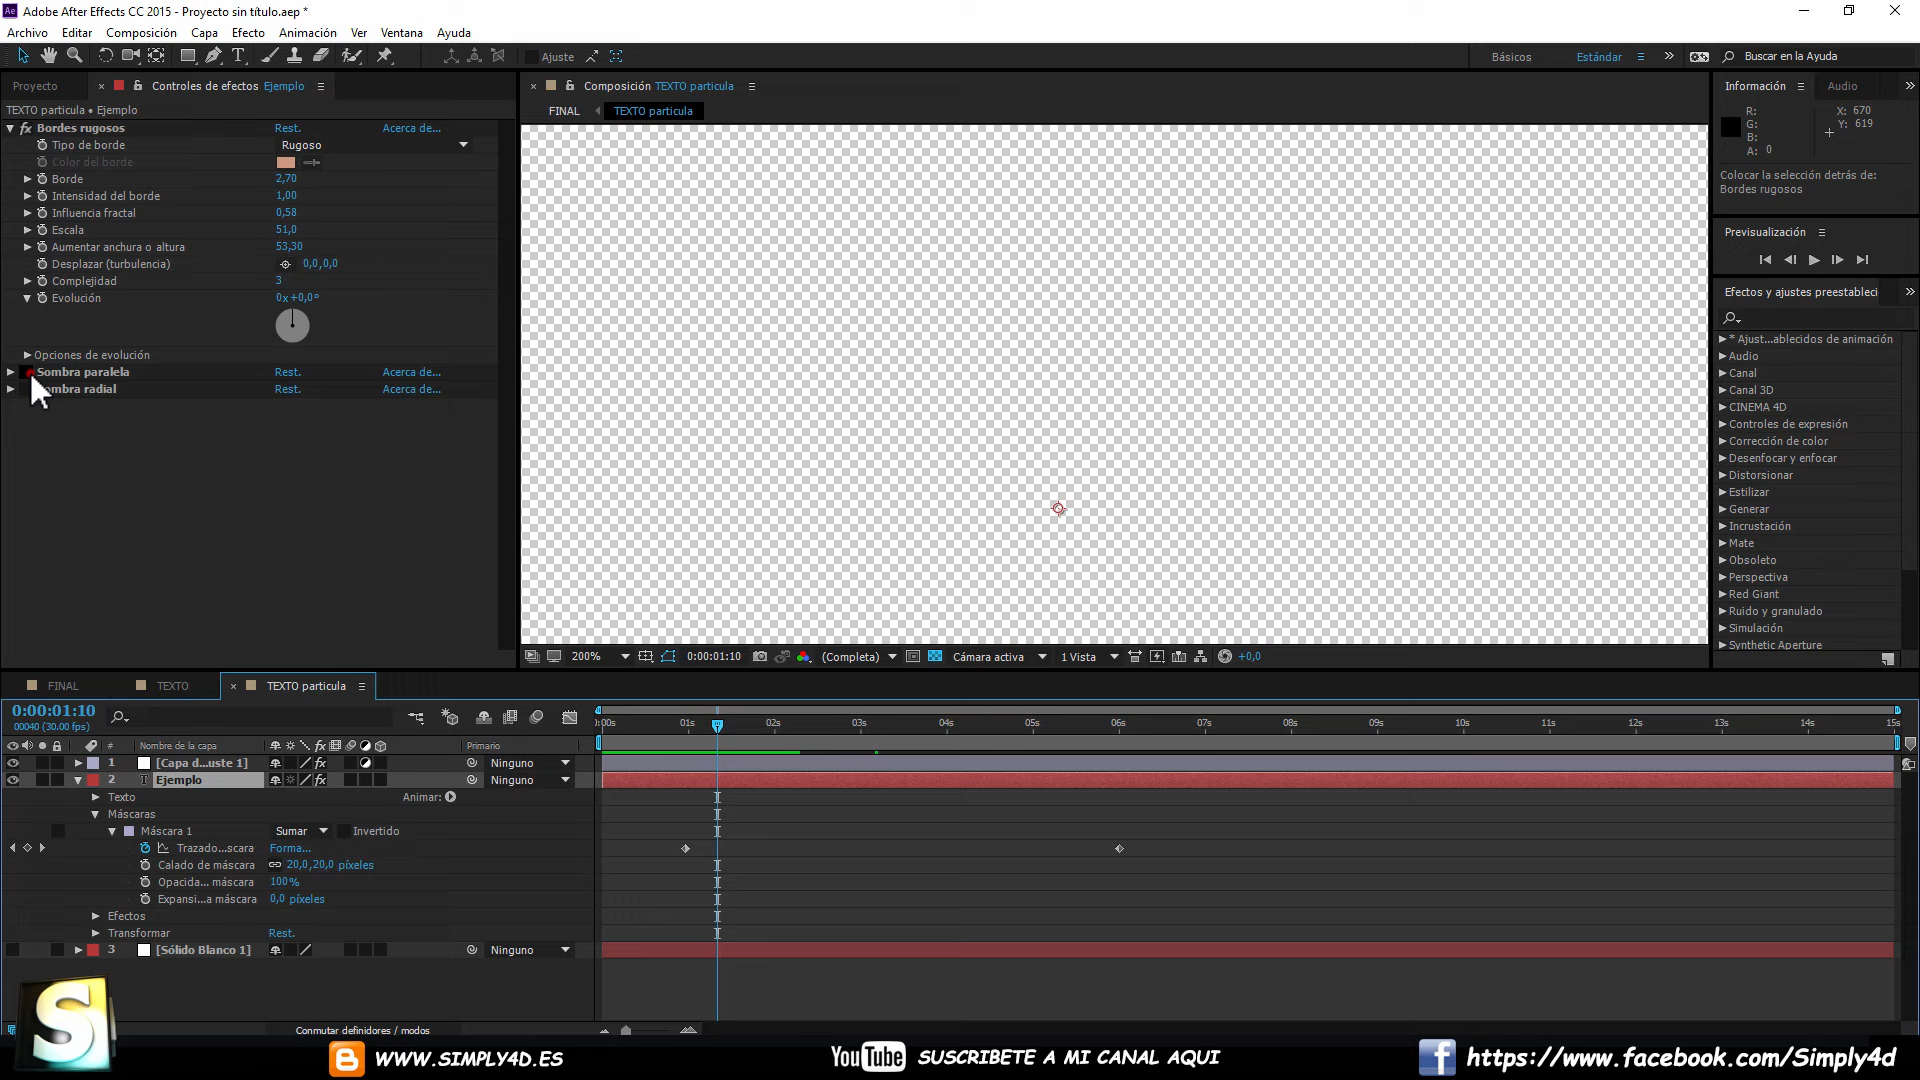 Ae Adobe After Effects CC 2015 - Proyecto sin título.aep *
Archivo Editar Composición Capa Efecto Animación Ver Ventana Ayuda
T Ajuste Básicos Estándar Buscar en la Ayuda
Proyecto Controles de efectos Ejemplo
TEXTO particula • Ejemplo
fx Bordes rugosos Rest. Acerca de...
Tipo de borde Rugoso
Color del borde
Borde 2,70
Intensidad del borde 1,00
Influencia fractal 0,58
Escala 51,0
Aumentar anchura o altura 53,30
Desplazar (turbulencia) 0,0,0,0
Complejidad 3
Evolución 0x+0,0°
Opciones de evolución
Sombra paralela Rest. Acerca de...
ombra radial Rest. Acerca de...
Composición TEXTO particula
FINAL TEXTO particula
200% 0:00:01:10 (Completa) Cámara activa 1 Vista +0,0
Información Audio
R: X: 670
G: Y: 619
B:
A: 0
Colocar la selección detrás de:
Bordes rugosos
Previsualización
Efectos y ajustes preestableci
* Ajust...ablecidos de animación
Audio
Canal
Canal 3D
CINEMA 4D
Controles de expresión
Corrección de color
Desenfocar y enfocar
Distorsionar
Estilizar
Generar
Incrustación
Mate
Obsoleto
Perspectiva
Red Giant
Ruido y granulado
Simulación
Synthetic Aperture
FINAL TEXTO TEXTO particula
0:00:01:10
00040 (30.00 fps)
):00s 01s 02s 03s 04s 05s 06s 07s 08s 09s 10s 11s 12s 13s 14s 15s
# Nombre de la capa fx Primario
1 [Capa d...uste 1] fx Ninguno
2 T Ejemplo fx Ninguno
Texto Animar:
Máscaras
Máscara 1 Sumar Invertido
Trazado...scara Forma...
Calado de máscara 20,0,20,0 píxeles
Opacida... máscara 100%
Expansi...a máscara 0,0 píxeles
Efectos
Transformar Rest.
3 [Sólido Blanco 1] Ninguno
Conmutar definidores / modos
S
WWW.SIMPLY4D.ES YouTube SUSCRIBETE A MI CANAL AQUI f https://www.facebook.com/Simply4d